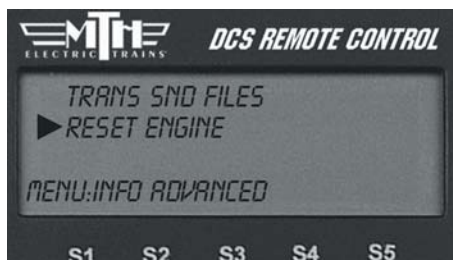 MTH
ELECTRIC TRAINS
DCS REMOTE CONTROL
TRANS SND FILES
RESET ENGINE
MENU:INFO ADVANCED
S1 S2 S3 S4 S5